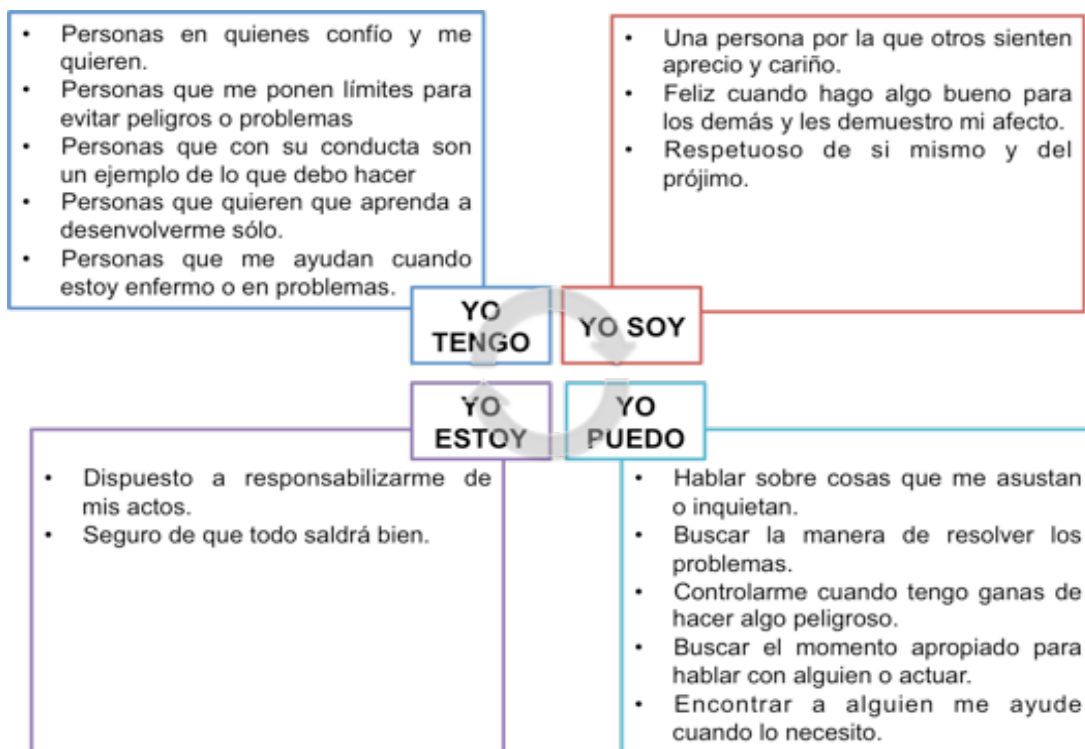 • Personas en quienes confío y me
quieren.
• Personas que me ponen límites para
evitar peligros o problemas
• Personas que con su conducta son
un ejemplo de lo que debo hacer
• Personas que quieren que aprenda a
desenvolverme sólo.
• Personas que me ayudan cuando
estoy enfermo o en problemas.
YO
TENGO
• Una persona por la que otros sienten
aprecio y cariño.
• Feliz cuando hago algo bueno para
los demás y les demuestro mi afecto.
• Respetuoso de si mismo y del
prójimo.
YO SOY
YO
ESTOY
• Dispuesto a responsabilizarme de
mis actos.
• Seguro de que todo saldrá bien.
YO
PUEDO
• Hablar sobre cosas que me asustan
o inquietan.
• Buscar la manera de resolver los
problemas.
• Controlarme cuando tengo ganas de
hacer algo peligroso.
• Buscar el momento apropiado para
hablar con alguien o actuar.
• Encontrar a alguien me ayude
cuando lo necesito.